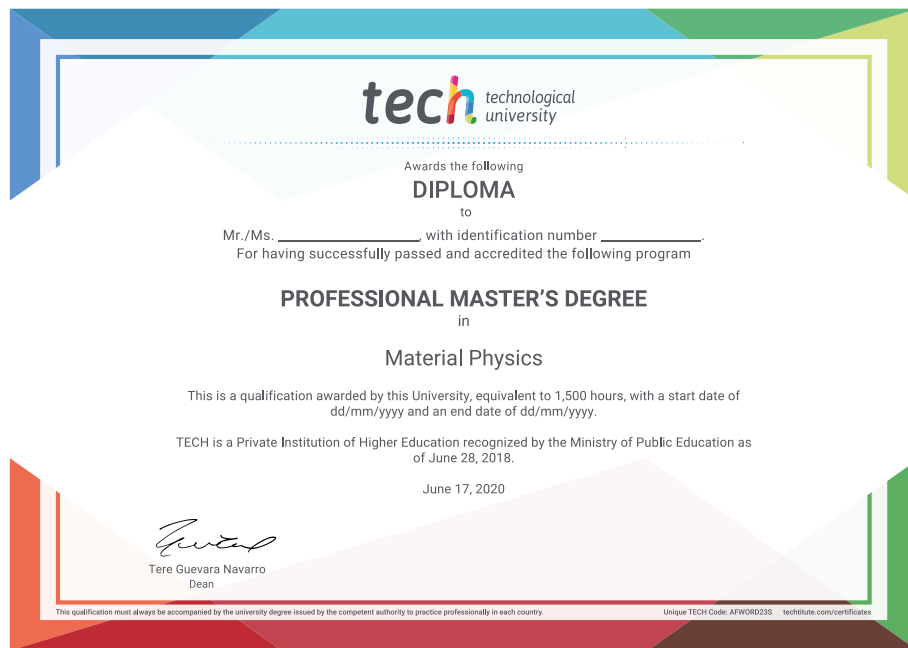 tech technological
university
Awards the following
DIPLOMA
to
Mr./Ms. ____________________, with identification number ______________.
For having successfully passed and accredited the following program
PROFESSIONAL MASTER'S DEGREE
in
Material Physics
This is a qualification awarded by this University, equivalent to 1,500 hours, with a start date of
dd/mm/yyyy and an end date of dd/mm/yyyy.
TECH is a Private Institution of Higher Education recognized by the Ministry of Public Education as
of June 28, 2018.
June 17, 2020
Tere Guevara Navarro
Dean
This qualification must always be accompanied by the university degree issued by the competent authority to practice professionally in each country. Unique TECH Code: AFWORD23S techtitute.com/certificates